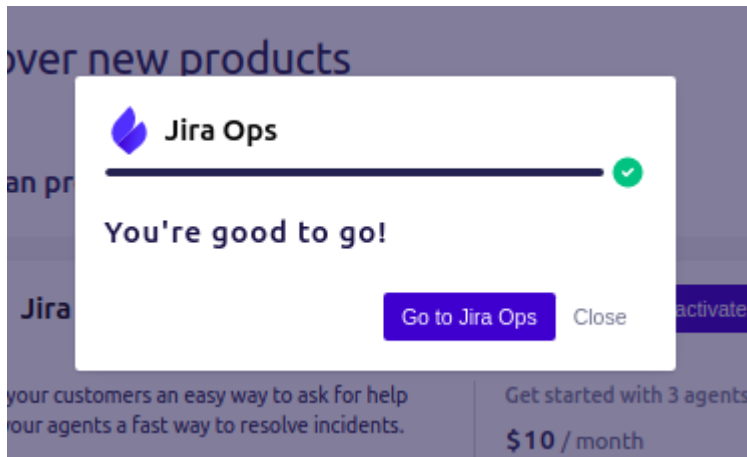 over new products
Jira Ops
an pr
You're good to go!
Jira
Go to Jira Ops
Close
activate
your customers an easy way to ask for help
your agents a fast way to resolve incidents.
Get started with 3 agents
$10 / month